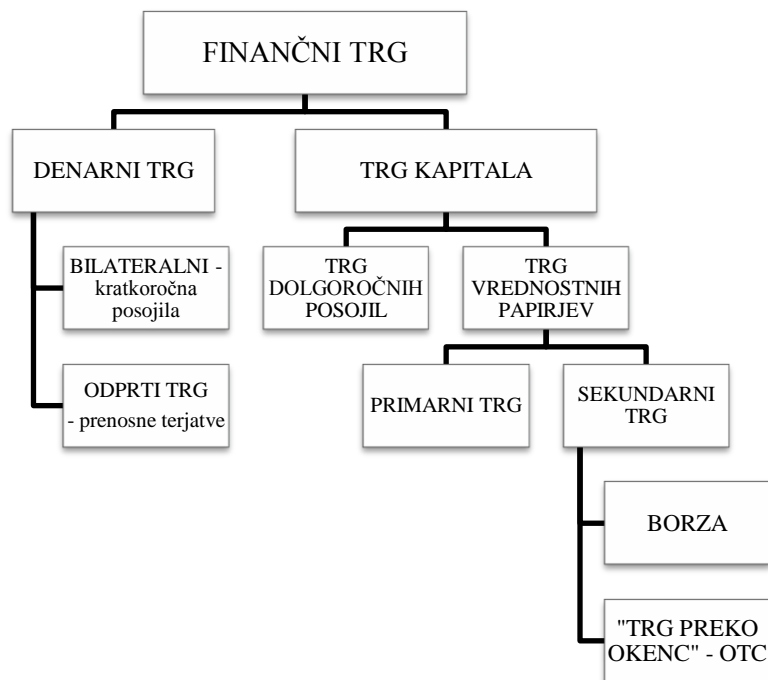 FINANČNI TRG
DENARNI TRG
TRG KAPITALA
BILATERALNI -
kratkoročna
posojila
TRG
DOLGOROČNIH
POSOJIL
TRG
VREDNOSTNIH
PAPIRJEV
ODPRTI TRG
- prenosne terjatve
PRIMARNI TRG
SEKUNDARNI
TRG
BORZA
"TRG PREKO
OKENC" - OTC